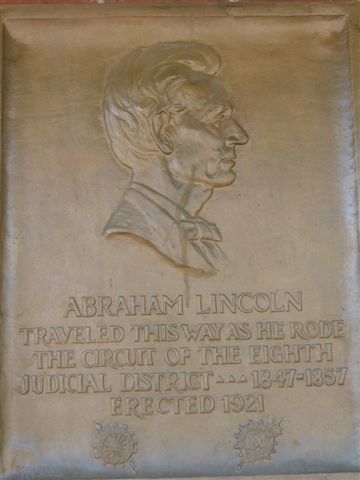 ABRAHAM LINCOLN
TRAVELED THIS WAY AS HE RODE
THE CIRCUIT OF THE EIGHTH
JUDICIAL DISTRICT ▵▵▵ 1847-1857
ERECTED 1921